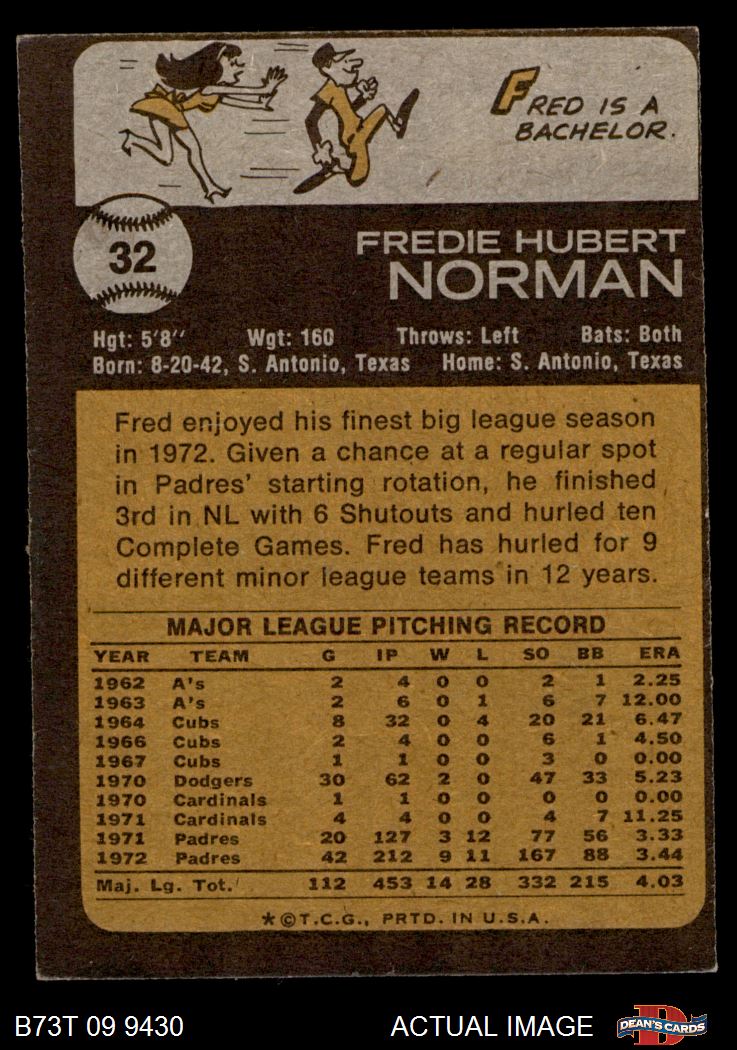 FRED IS A
BACHELOR.
32
FREDIE HUBERT
NORMAN
Hgt: 5'8" Wgt: 160 Throws: Left Bats: Both
Born: 8-20-42, S. Antonio, Texas Home: S. Antonio, Texas
Fred enjoyed his finest big league season
in 1972. Given a chance at a regular spot
in Padres' starting rotation, he finished
3rd in NL with 6 Shutouts and hurled ten
Complete Games. Fred has hurled for 9
different minor league teams in 12 years.
MAJOR LEAGUE PITCHING RECORD
YEAR TEAM G IP W L SO BB ERA
1962 A's 2 4 0 0 2 1 2.25
1963 A's 2 6 0 1 6 7 12.00
1964 Cubs 8 32 0 4 20 21 6.47
1966 Cubs 2 4 0 0 6 1 4.50
1967 Cubs 1 1 0 0 3 0 0.00
1970 Dodgers 30 62 2 0 47 33 5.23
1970 Cardinals 1 1 0 0 0 0 0.00
1971 Cardinals 4 4 0 0 4 7 11.25
1971 Padres 20 127 3 12 77 56 3.33
1972 Padres 42 212 9 11 167 88 3.44
Maj. Lg. Tot. 112 453 14 28 332 215 4.03
*©T.C.G., PRTD. IN U.S.A.
B73T 09 9430 ACTUAL IMAGE D DEAN'S CARDS